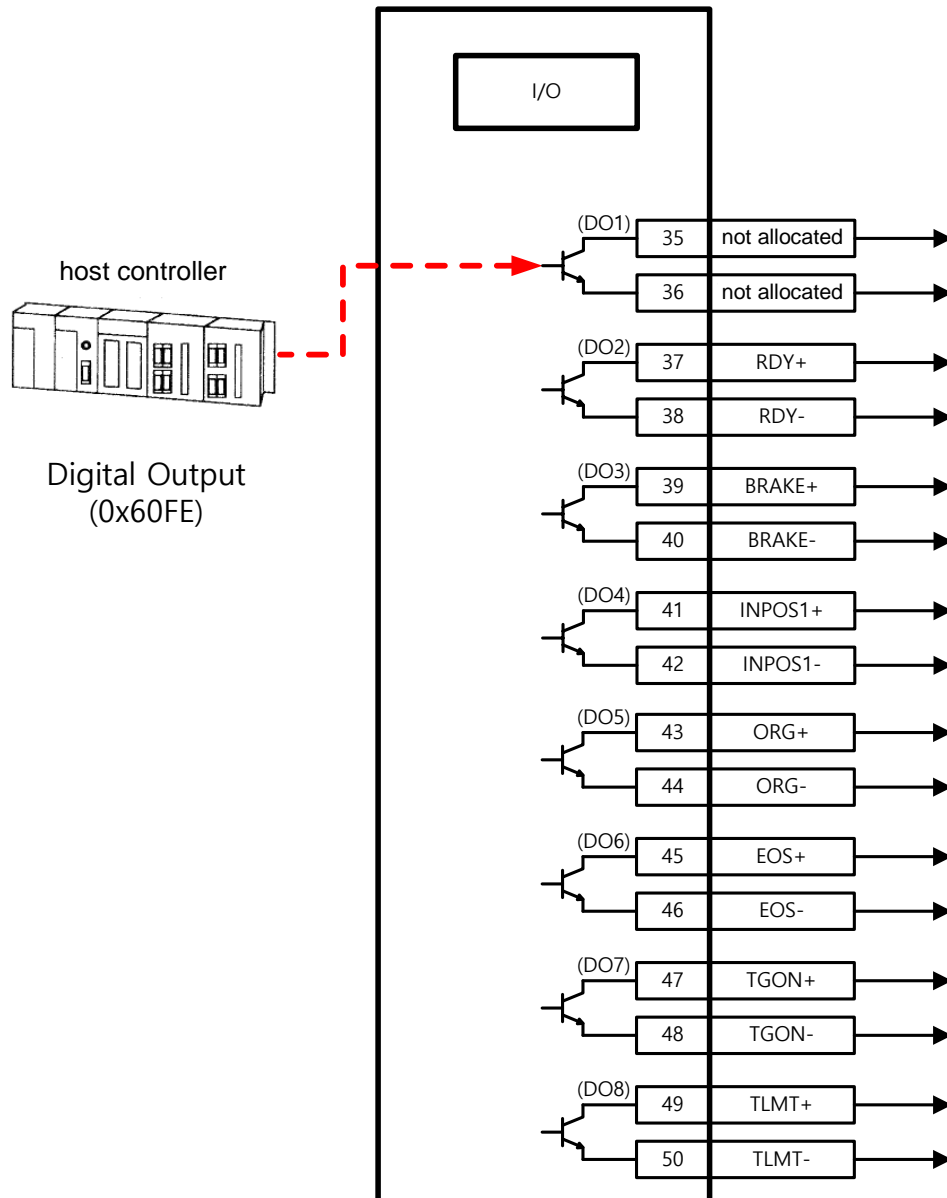 I/O
host controller
Digital Output
(0x60FE)
(DO1)
35 not allocated
36 not allocated
(DO2)
37 RDY+
38 RDY-
(DO3)
39 BRAKE+
40 BRAKE-
(DO4)
41 INPOS1+
42 INPOS1-
(DO5)
43 ORG+
44 ORG-
(DO6)
45 EOS+
46 EOS-
(DO7)
47 TGON+
48 TGON-
(DO8)
49 TLMT+
50 TLMT-